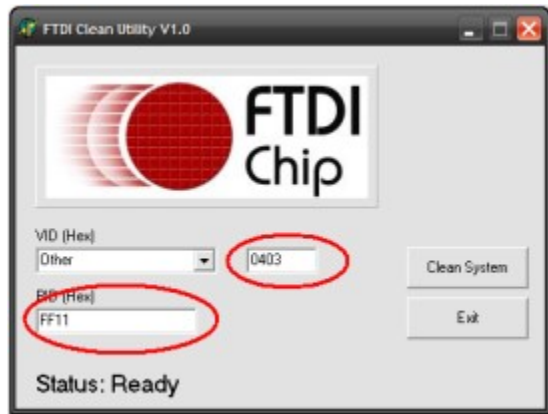 FTDI Clean Utility V1.0
FTDI
Chip
VID (Hex)
Other
0403
PID (Hex)
FF11
Clean System
Exit
Status: Ready